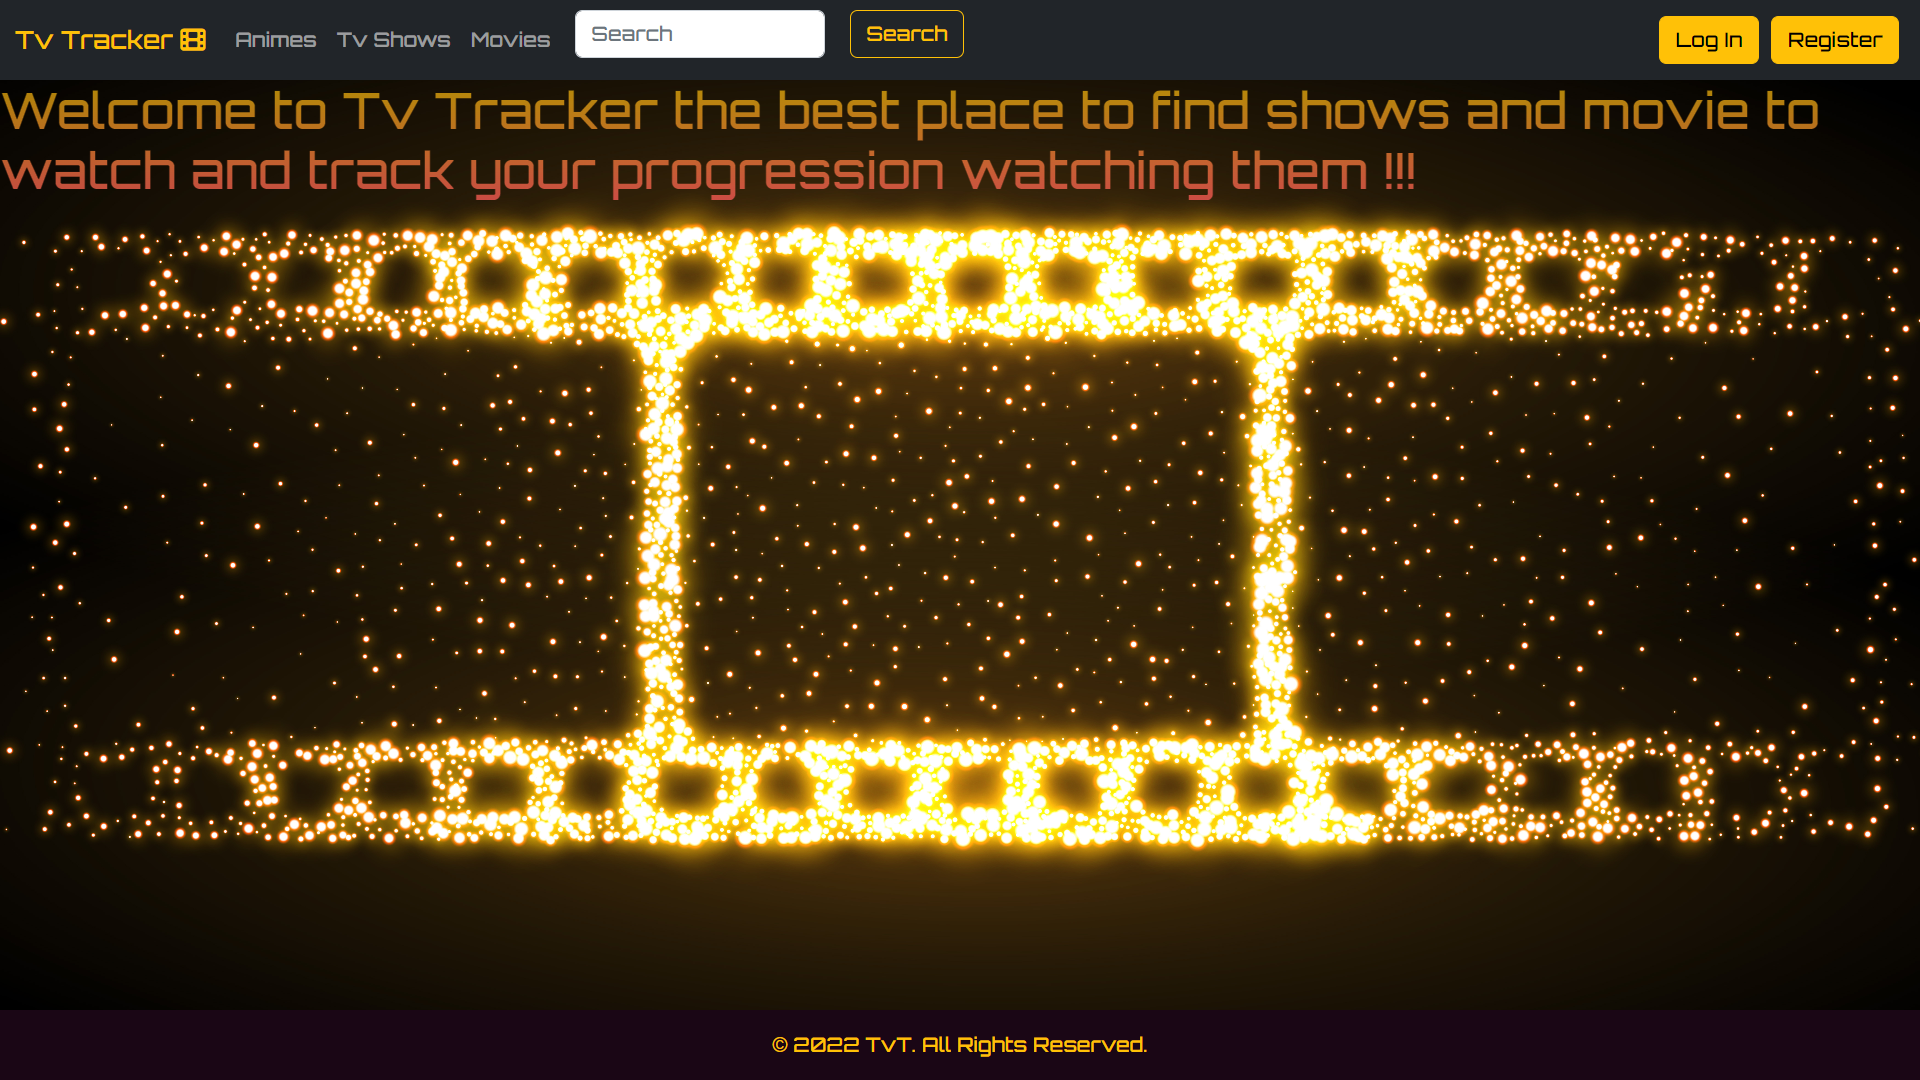 Tv Tracker
Animes
Tv Shows
Movies
Search
Search
Log In
Register
Welcome to Tv Tracker the best place to find shows and movie to
watch and track your progression watching them !!!
© 2022 TvT. All Rights Reserved.